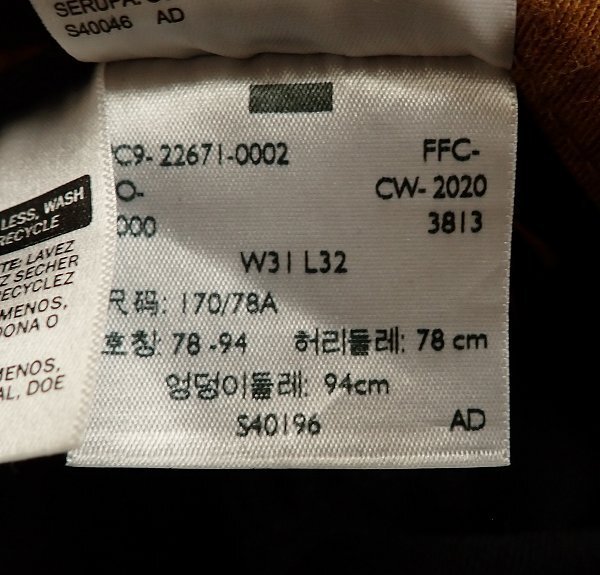 SERUPA.
S40046 AD
LESS, WASH
RECYCLE
LAVEZ
SECHER
RECYCLEZ
MENOS,
DONA O
MENOS,
AL, DOE
C9- 22671-0002 FFC-
O- CW- 2020
000 3813
W31 L32
尺码: 170/78A
호칭: 78 -94 허리둘레: 78 cm
엉덩이둘레: 94cm
S40196 AD